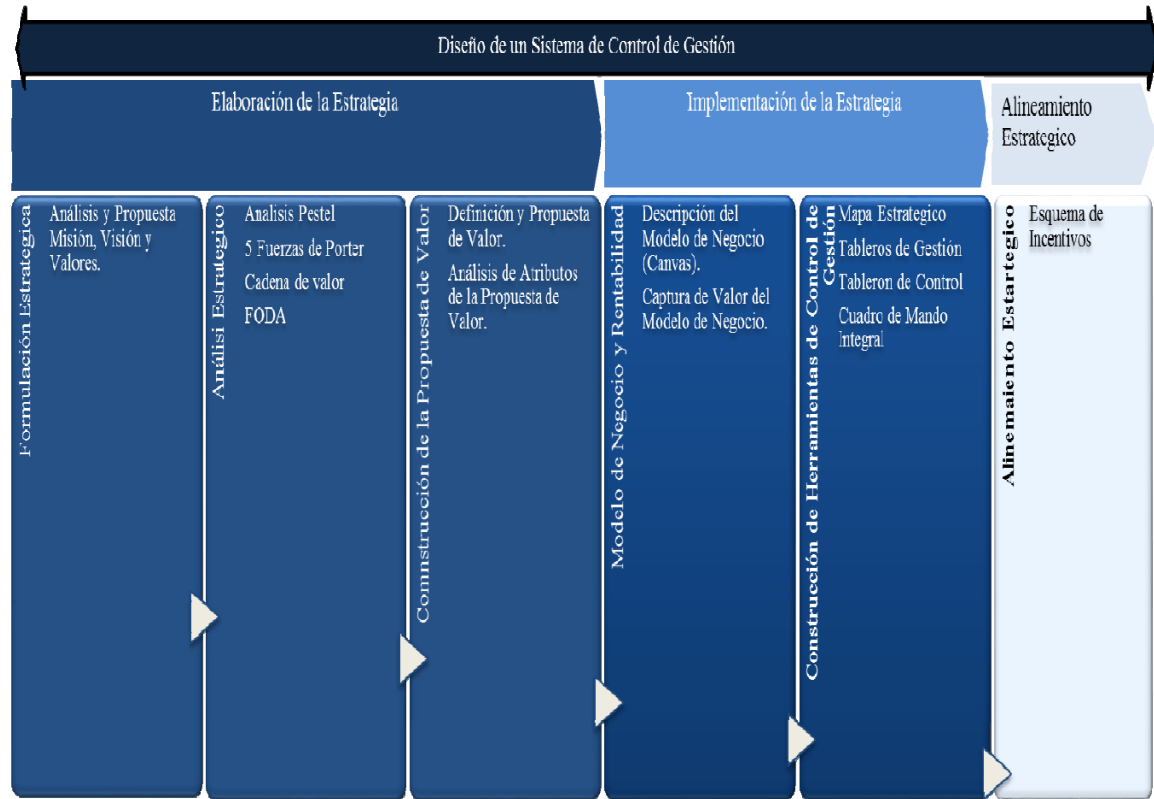 Diseño de un Sistema de Control de Gestión
Elaboración de la Estrategia
Implementación de la Estrategia
Alineamiento
Estrategico
Formulación Estrategica
Análisis y Propuesta
Misión, Visión y
Valores.
Análisi Estrategico
Analisis Pestel
5 Fuerzas de Porter
Cadena de valor
FODA
Comnstrucción de la Propuesta de Valor
Definición y Propuesta
de Valor.
Análisis de Atributos
de la Propuesta de
Valor.
Modelo de Negocio y Rentabilidad
Descripción del
Modelo de Negocio
(Canvas).
Captura de Valor del
Modelo de Negocio.
Construcción de Herramientas de Control de
Gestión
Mapa Estrategico
Tableros de Gestión
Tableron de Control
Cuadro de Mando
Integral
Alinemaiento Estartegico
Esquema de
Incentivos